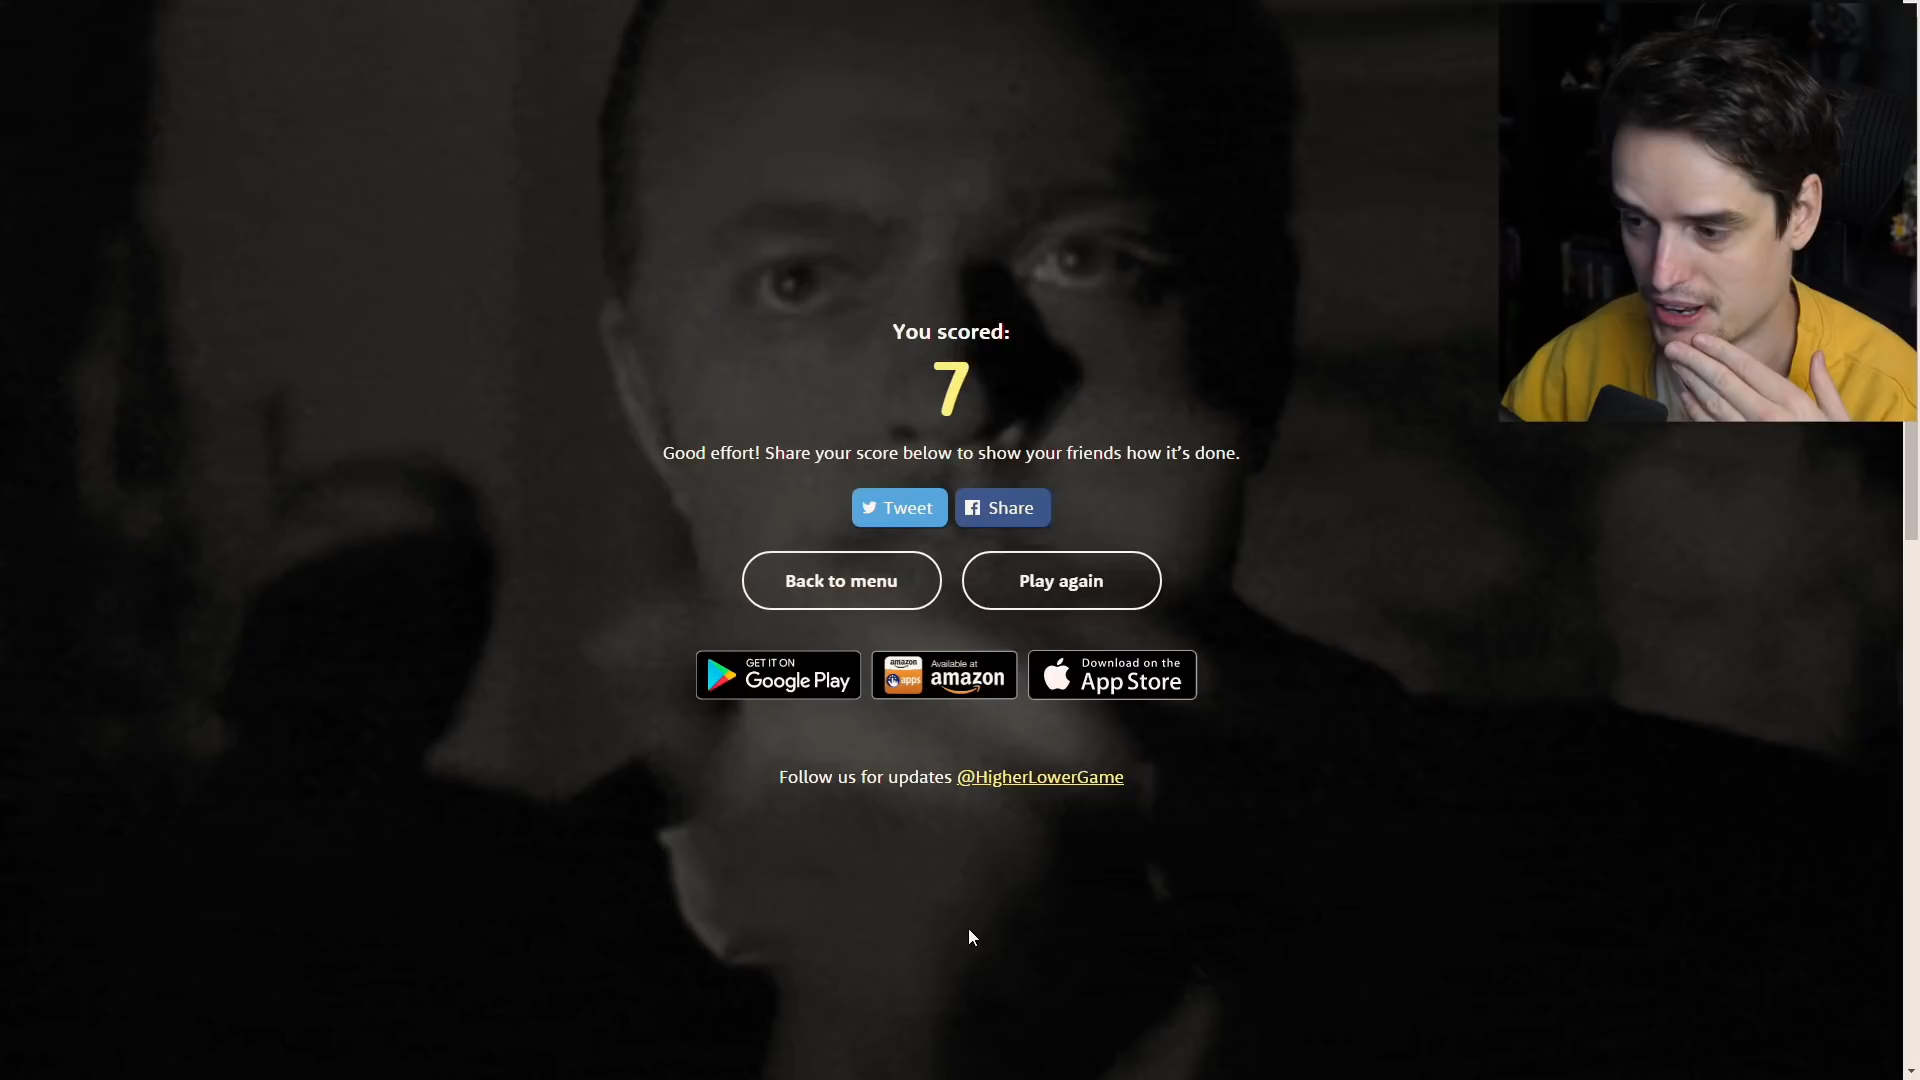 You scored:
7
Good effort! Share your score below to show your friends how it's done.
Tweet
Share
Back to menu
Play again
GET IT ON
Google Play
amazon
apps
Available at
amazon
Download on the
App Store
Follow us for updates @HigherLowerGame